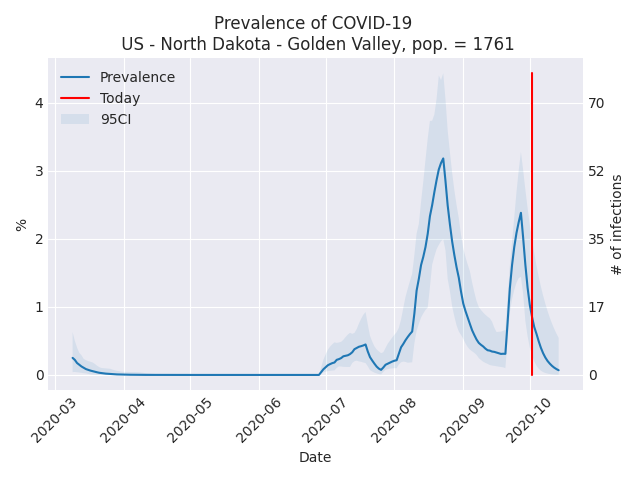 Prevalence of COVID-19
US - North Dakota - Golden Valley, pop. = 1761
Prevalence
Today
95CI
4
3
2
1
0
%
70
52
35
17
0
# of infections
2020-03
2020-04
2020-05
2020-06
2020-07
2020-08
2020-09
2020-10
Date